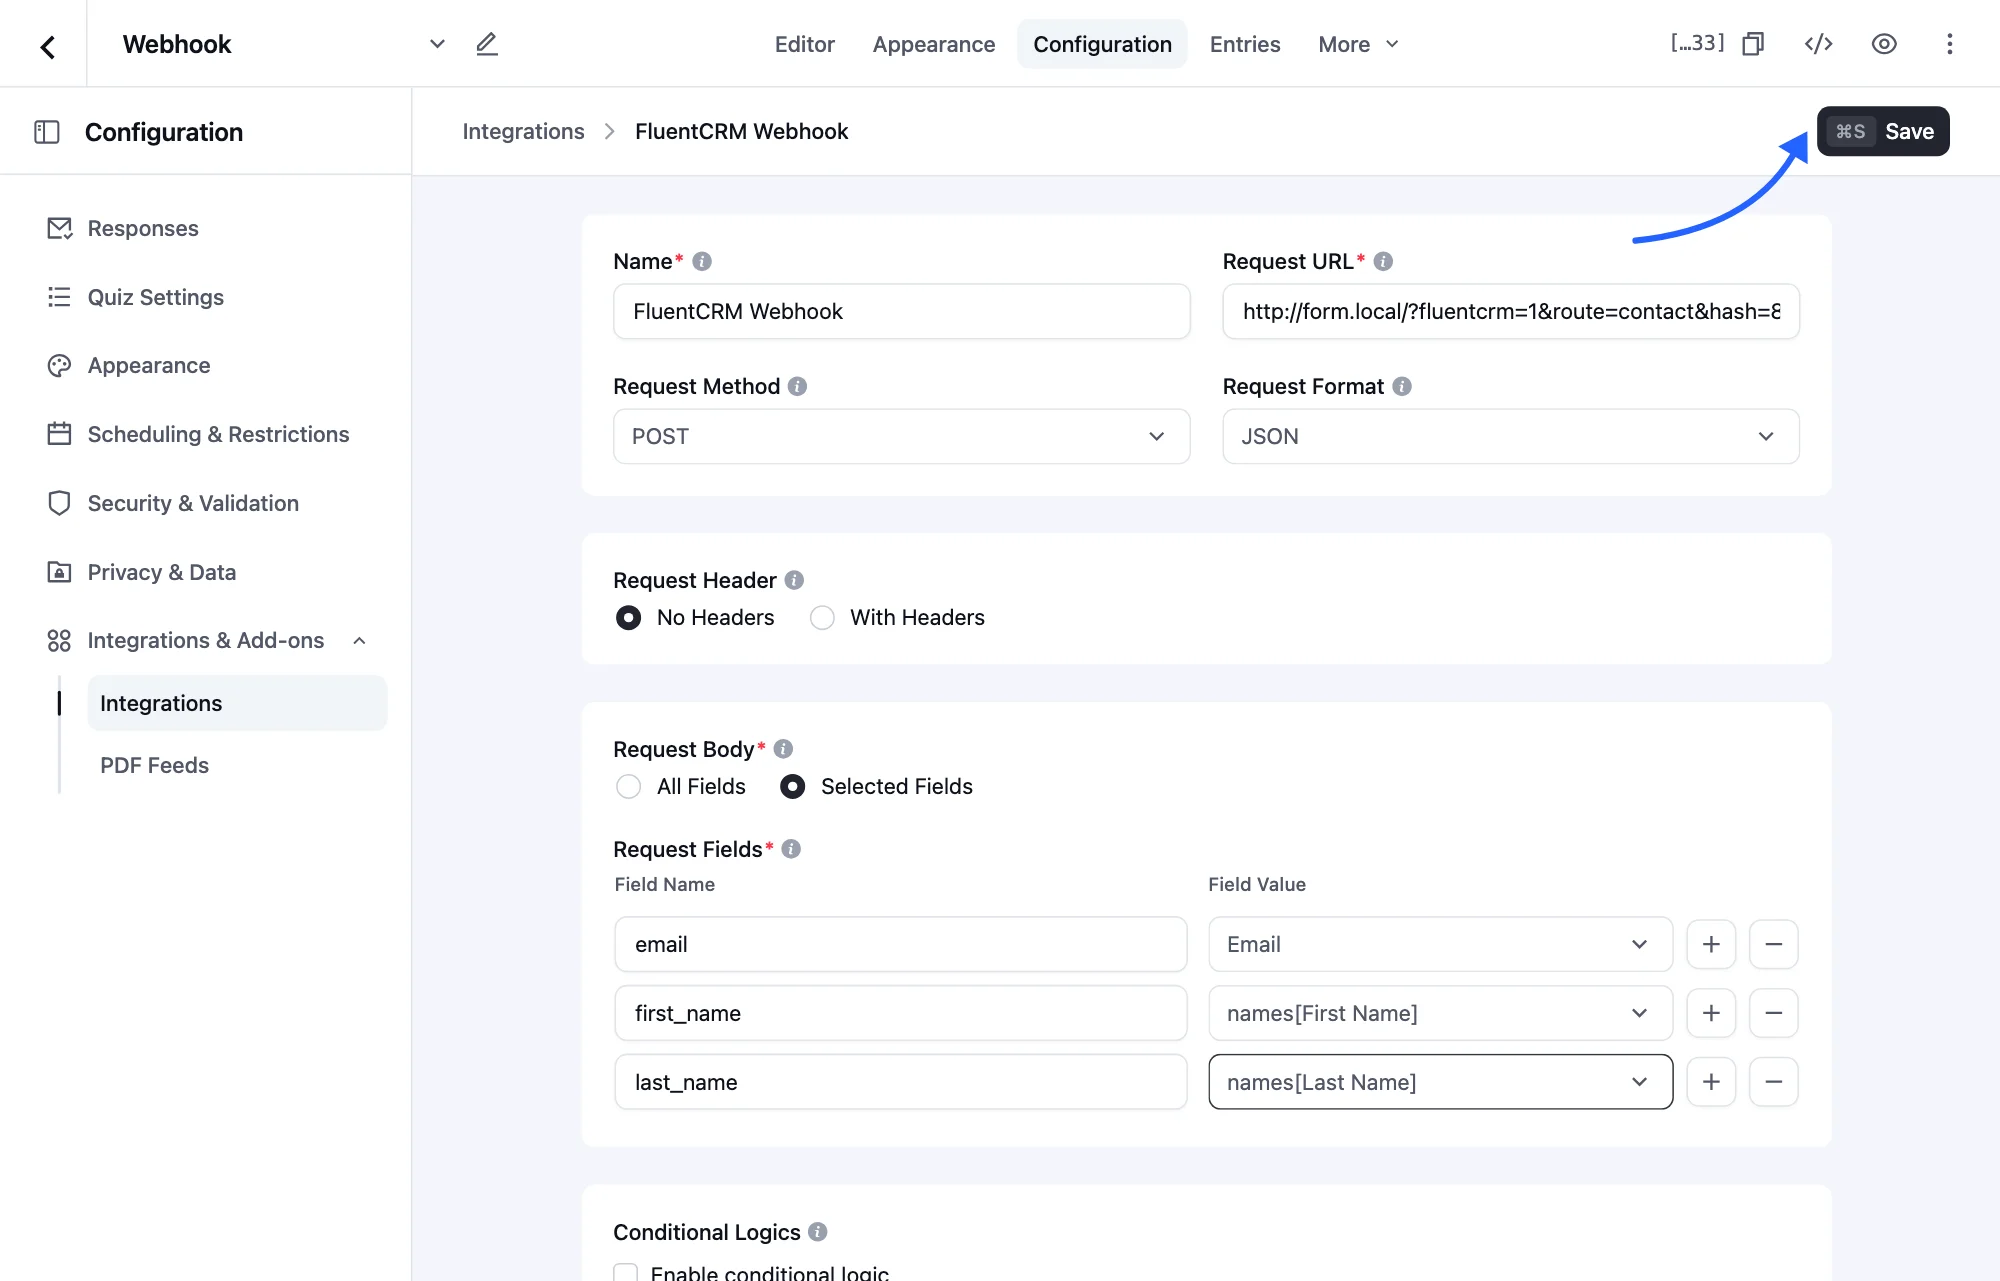 Webhook
Editor
Appearance
Configuration
Entries
More
[...33]
Configuration
Integrations
FluentCRM Webhook
⌘S Save
Responses
Quiz Settings
Appearance
Scheduling & Restrictions
Security & Validation
Privacy & Data
Integrations & Add-ons
Integrations
PDF Feeds
Name*
Request URL*
FluentCRM Webhook
http://form.local/?fluentcrm=1&route=contact&hash=8
Request Method
Request Format
POST
JSON
Request Header
No Headers
With Headers
Request Body*
All Fields
Selected Fields
Request Fields*
Field Name
Field Value
email
Email
first_name
names[First Name]
last_name
names[Last Name]
Conditional Logics
Enable conditional logic